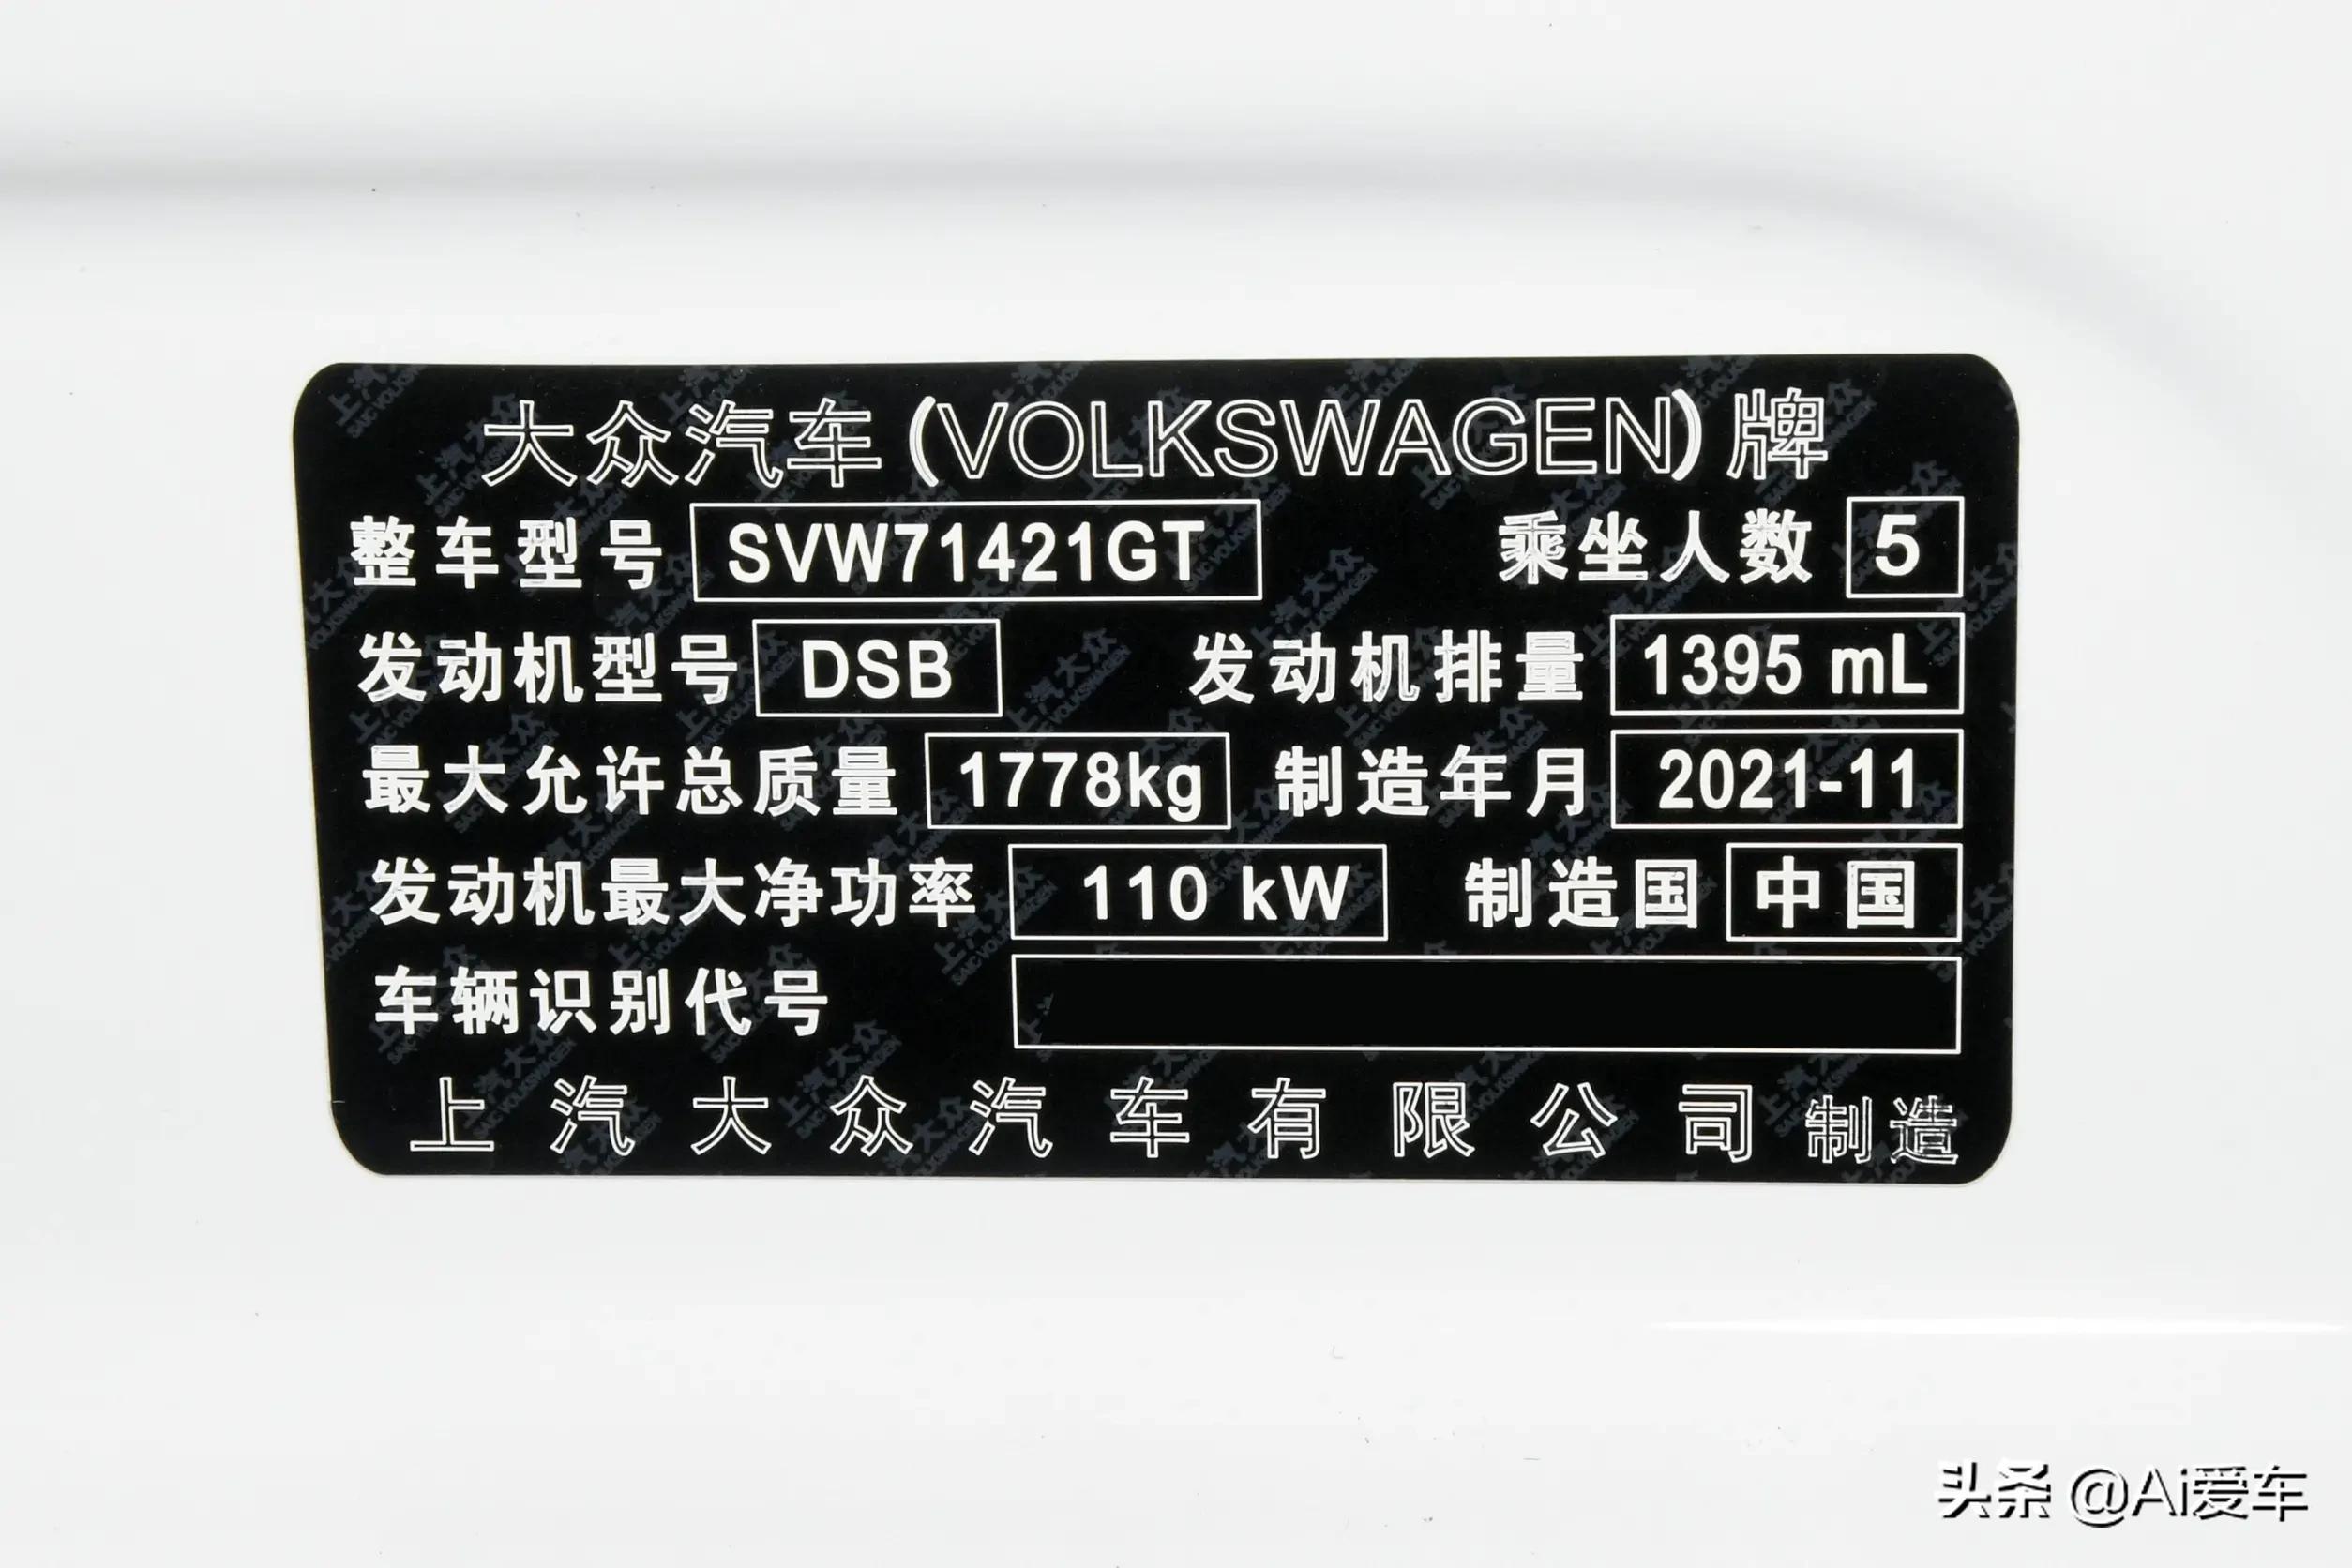 大众汽车(VOLKSWAGEN)牌
整车型号 SVW71421GT 乘坐人数 5
发动机型号 DSB 发动机排量 1395 mL
最大允许总质量 1778kg 制造年月 2021-11
发动机最大净功率 110 kW 制造国 中国
车辆识别代号
上汽大众汽车有限公司制造
头条 @Ai爱车